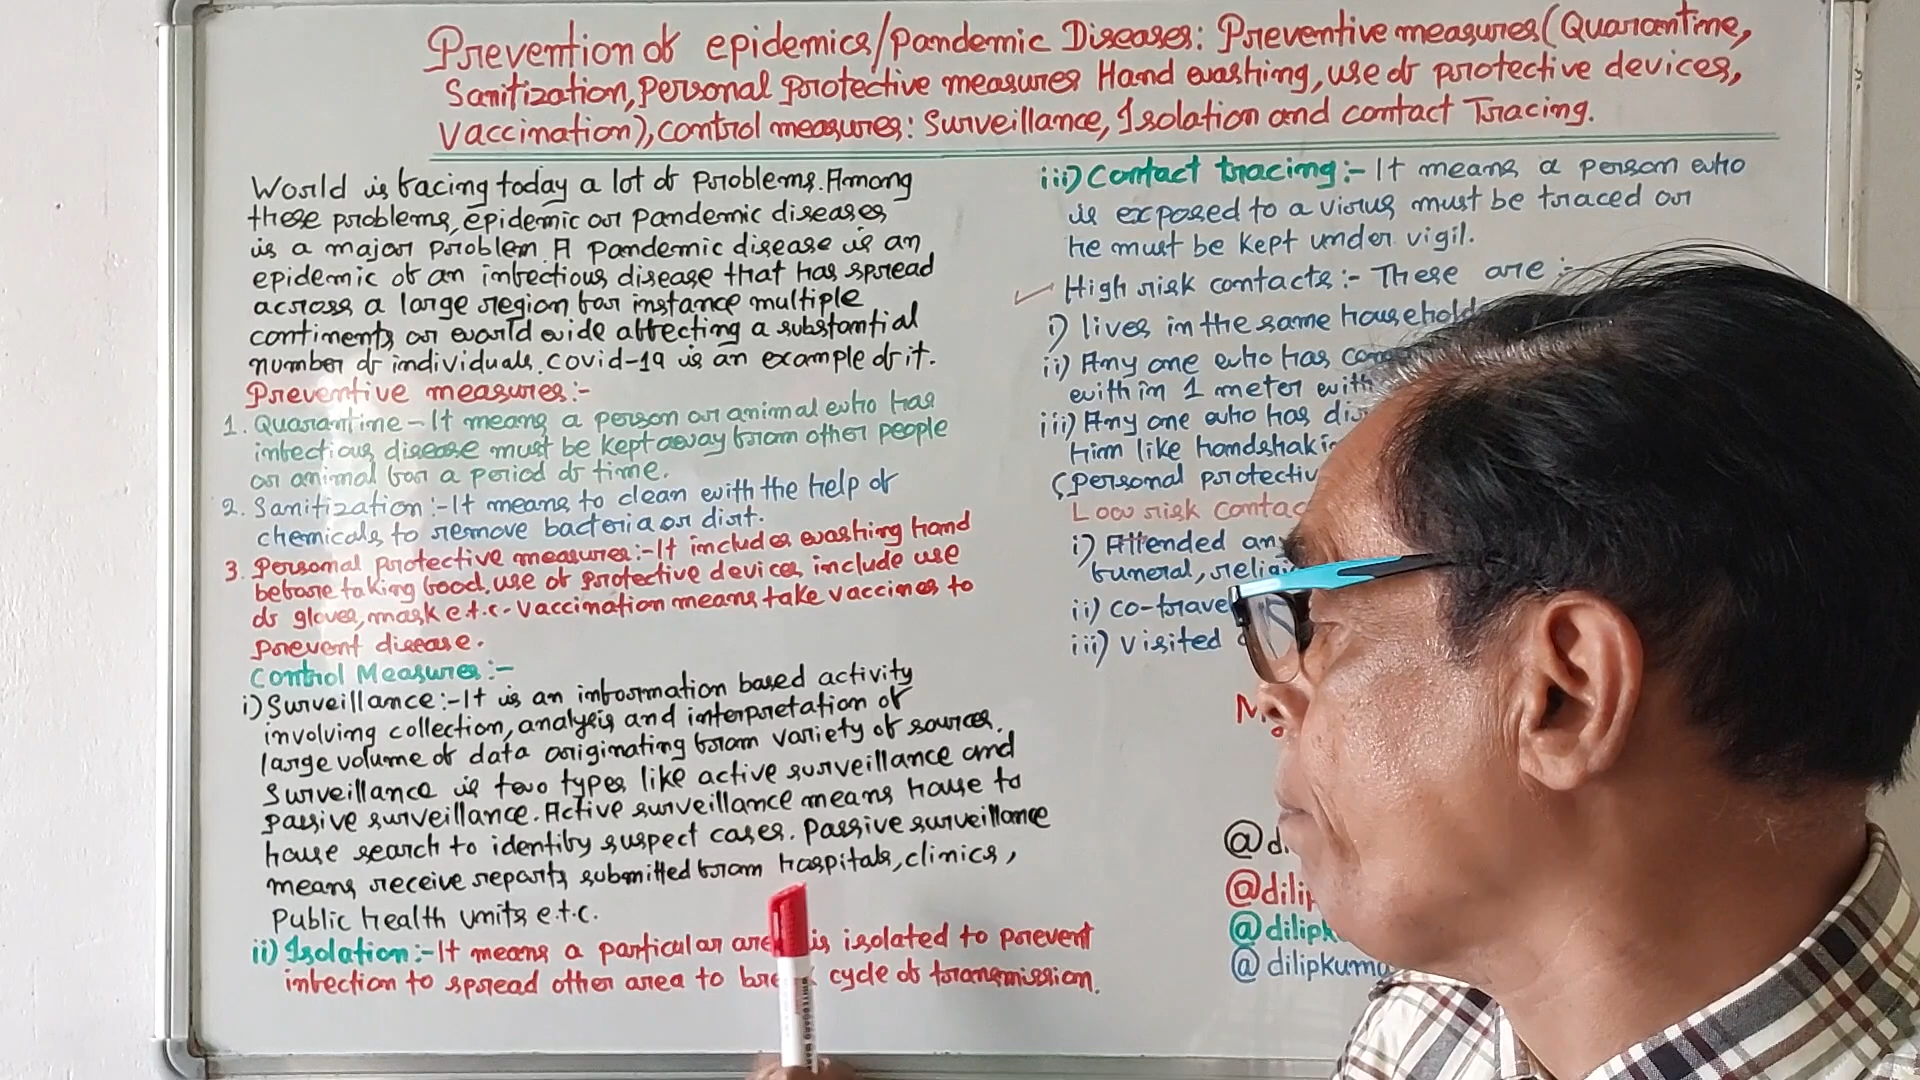 Prevention of epidemics/pandemic Diseases: Preventive measures (Quarantine,
Sanitization, Personal Protective measures Hand washing, use of protective devices,
Vaccination), control measures: Surveillance, Isolation and contact Tracing.
World is facing today a lot of problems. Among
these problems, epidemic or pandemic diseases
is a major problem. A pandemic disease is an
epidemic of an infectious disease that has spread
across a large region for instance multiple
continents or world wide affecting a substantial
number of individuals. covid-19 is an example of it.
Preventive measures:-
1. Quarantine - It means a person or animal who has
infectious disease must be kept away from other people
or animal for a period of time.
2. Sanitization :- It means to clean with the help of
chemicals to remove bacteria or dirt.
3. Personal Protective measures:- It includes washing hand
before taking food, use of protective devices include use
of gloves, mask e.t.c. Vaccination means take vaccines to
prevent disease.
Control Measures:-
i) Surveillance:- It is an information based activity
involving collection, analysis and interpretation of
large volume of data originating from variety of sources.
Surveillance is two types like active surveillance and
passive surveillance. Active surveillance means house to
house search to identify suspect cases. Passive surveillance
means receive reports submitted from hospitals, clinics,
Public health units e.t.c.
ii) Isolation:- It means a particular area is isolated to prevent
infection to spread other area to break cycle of transmission.
iii) Contact tracing:- It means a person who
is exposed to a virus must be traced or
he must be kept under vigil.
High risk contacts:- These are :-
i) lives in the same household
ii) Any one who has
with in 1 meter with
iii) Any one who has
him like
(Personal
Low risk
i) Attended
funeral,
ii)
iii) Visited
@dilipkuma